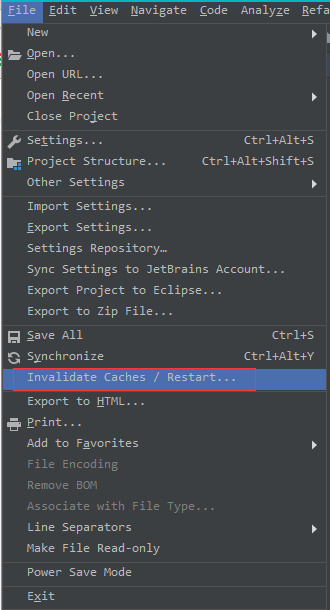 File Edit View Navigate Code Analyze Refa
New
Open...
Open URL...
Open Recent
Close Project
Settings... Ctrl+Alt+S
Project Structure... Ctrl+Alt+Shift+S
Other Settings
Import Settings...
Export Settings...
Settings Repository…
Sync Settings to JetBrains Account...
Export Project to Eclipse...
Export to Zip File...
Save All Ctrl+S
Synchronize Ctrl+Alt+Y
Invalidate Caches / Restart...
Export to HTML...
Print...
Add to Favorites
File Encoding
Remove BOM
Associate with File Type...
Line Separators
Make File Read-only
Power Save Mode
Exit